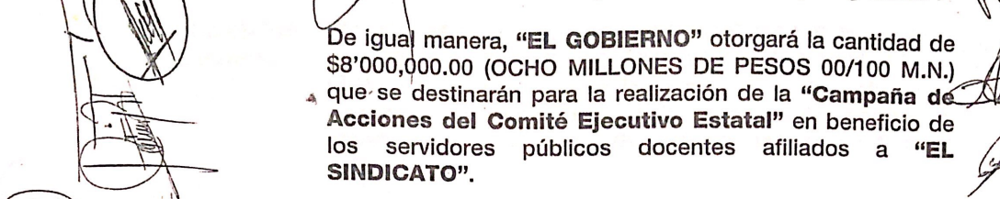 De igual manera, “EL GOBIERNO” otorgará la cantidad de
$8’000,000.00 (OCHO MILLONES DE PESOS 00/100 M.N.)
que se destinarán para la realización de la “Campaña de
Acciones del Comité Ejecutivo Estatal” en beneficio de
los servidores públicos docentes afiliados a “EL
SINDICATO”.